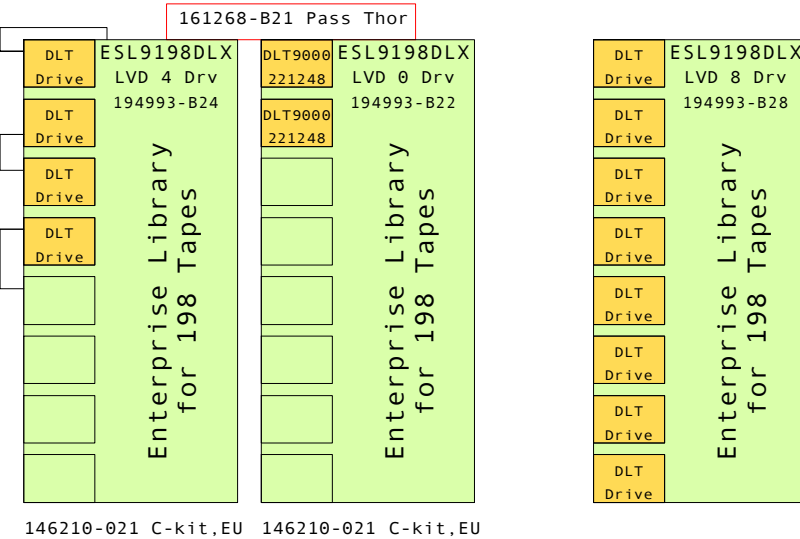 161268-B21 Pass Thor
ESL9198DLX
LVD 4 Drv
194993-B24
DLT
Drive
DLT
Drive
DLT
Drive
DLT
Drive
Enterprise Library
for 198 Tapes
146210-021 C-kit,EU
ESL9198DLX
LVD 0 Drv
194993-B22
DLT9000
221248
DLT9000
221248
Enterprise Library
for 198 Tapes
146210-021 C-kit,EU
ESL9198DLX
LVD 8 Drv
194993-B28
DLT
Drive
DLT
Drive
DLT
Drive
DLT
Drive
DLT
Drive
DLT
Drive
DLT
Drive
DLT
Drive
Enterprise Library
for 198 Tapes